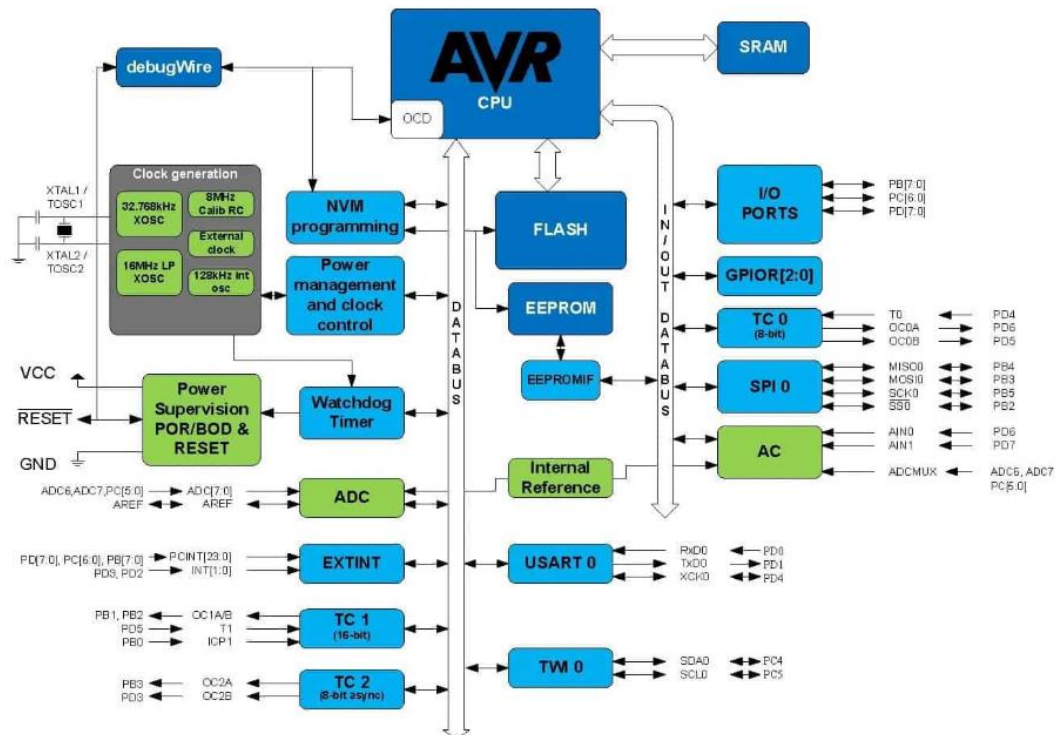 AVR
CPU
OCD
SRAM
debugWire
Clock generation
XTAL1 /
TOSC1
32.768kHz
XOSC
8MHz
Calib RC
External
clock
XTAL2 /
TOSC2
16MHz LP
XOSC
128kHz int
osc
NVM
programming
FLASH
I/O
PORTS
PB[7:0]
PC[6:0]
PD[7:0]
Power
management
and clock
control
DATABUS
IN/OUT DATABUS
GPIOR[2:0]
EEPROM
EEPROMIF
TC 0
(8-bit)
T0 PD4
OC0A PD6
OC0B PD5
SPI 0
MISO0 PB4
MOSI0 PB3
SCK0 PB5
SS0 PB2
VCC
RESET
GND
Power
Supervision
POR/BOD &
RESET
Watchdog
Timer
AC
AIN0 PD6
AIN1 PD7
ADCMUX ADC6, ADC7
PC[5:0]
Internal
Reference
ADC6,ADC7,PC[5:0] ADC[7:0]
AREF AREF
ADC
PD[7:0], PC[6:0], PB[7:0] PCINT[23:0]
PD3, PD2 INT[1:0]
EXTINT
USART 0
RxD0 PD0
TxD0 PD1
XCK0 PD4
PB1, PB2 OC1A/B
PD5 T1
PB0 ICP1
TC 1
(16-bit)
TWI 0
SDA0 PC4
SCL0 PC5
PB3 OC2A
PD3 OC2B
TC 2
(8-bit async)